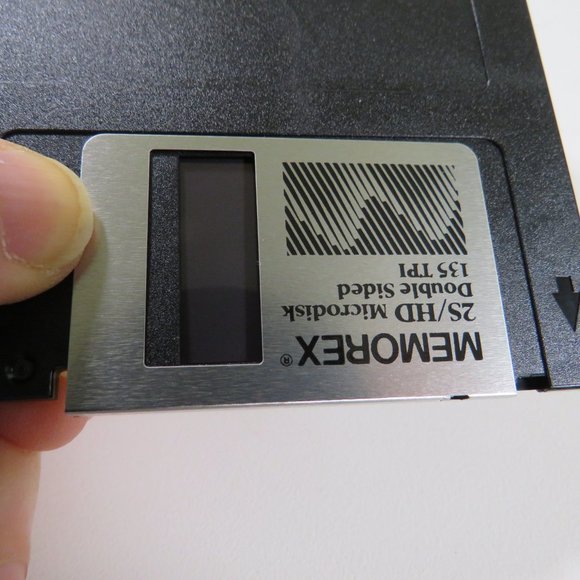 MEMOREX®
2S/HD Microdisk
Double Sided
135 TPI